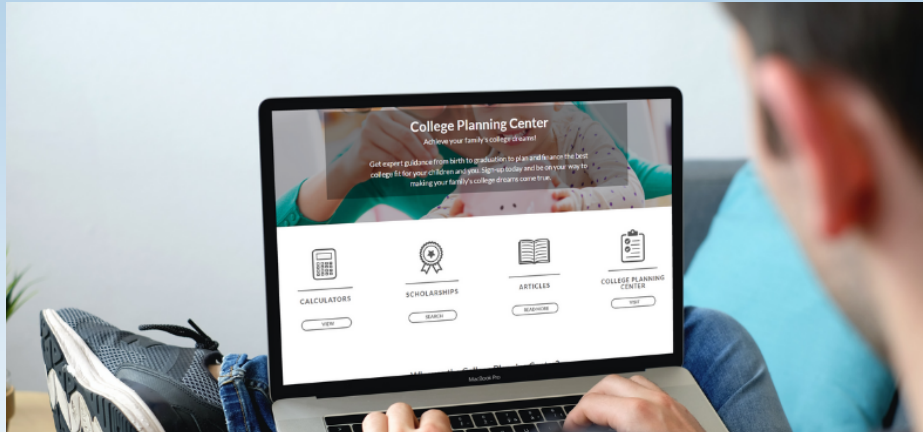 College Planning Center
Achieve your family's college dreams!
Get expert guidance from birth to graduation to plan and finance the best
college fit for your children and you. Sign-up today and be on your way to
making your family's college dreams come true.
CALCULATORS
VIEW
SCHOLARSHIPS
SEARCH
ARTICLES
READ MORE
COLLEGE PLANNING
CENTER
VISIT
MacBook Pro